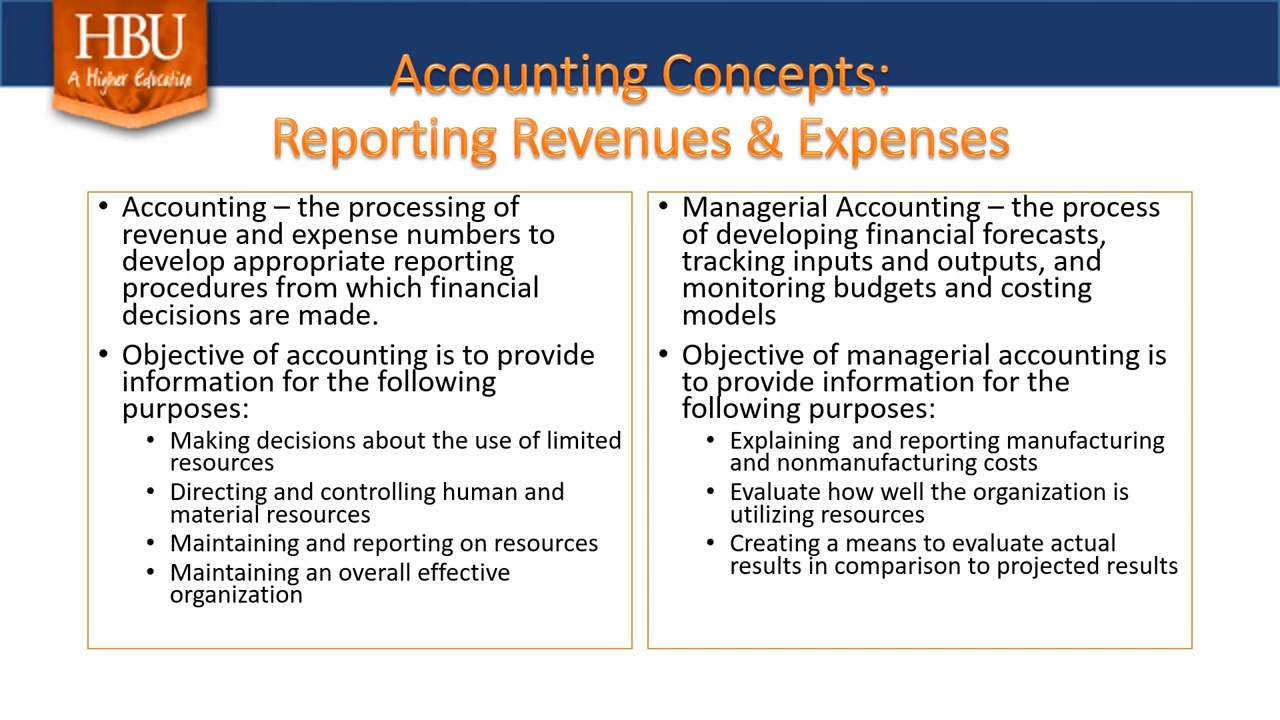 HBU
A Higher Education
Accounting Concepts:
Reporting Revenues & Expenses
• Accounting – the processing of
revenue and expense numbers to
develop appropriate reporting
procedures from which financial
decisions are made.
• Objective of accounting is to provide
information for the following
purposes:
• Making decisions about the use of limited
resources
• Directing and controlling human and
material resources
• Maintaining and reporting on resources
• Maintaining an overall effective
organization
• Managerial Accounting – the process
of developing financial forecasts,
tracking inputs and outputs, and
monitoring budgets and costing
models
• Objective of managerial accounting is
to provide information for the
following purposes:
• Explaining  and reporting manufacturing
and nonmanufacturing costs
• Evaluate how well the organization is
utilizing resources
• Creating a means to evaluate actual
results in comparison to projected results